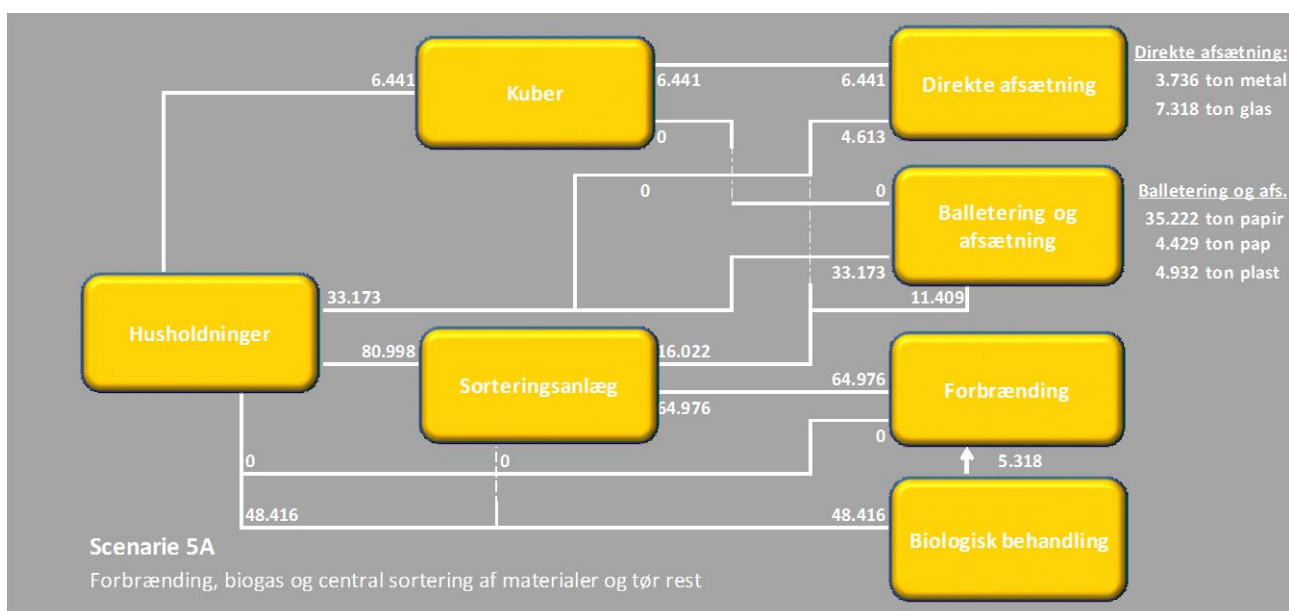 6.441
Kuber
6.441
0
6.441
4.613
Direkte afsætning
Direkte afsætning:
3.736 ton metal
7.318 ton glas
0
0
33.173
Balletering og
afsætning
Balletering og afs.
35.222 ton papir
4.429 ton pap
4.932 ton plast
11.409
Husholdninger
33.173
80.998
Sorteringsanlæg
16.022
64.976
64.976
0
Forbrænding
0
0
5.318
48.416
48.416
Biologisk behandling
Scenarie 5A
Forbrænding, biogas og central sortering af materialer og tør rest